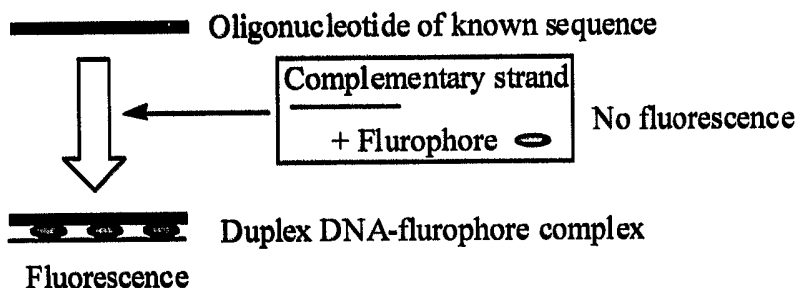 Oligonucleotide of known sequence
Complementary strand
+ Flurophore
No fluorescence
Duplex DNA-flurophore complex
Fluorescence